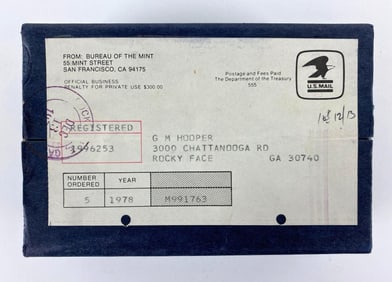 FROM: BUREAU OF THE MINT
55 MINT STREET
SAN FRANCISCO, CA 94175
OFFICIAL BUSINESS
PENALTY FOR PRIVATE USE $300.00
Postage and Fees Paid
The Department of the Treasury
555
U.S.MAIL
REGISTERED
1996253
G M HOOPER
3000 CHATTANOOGA RD
ROCKY FACE GA 30740
NUMBER ORDERED YEAR
5 1978 M991763